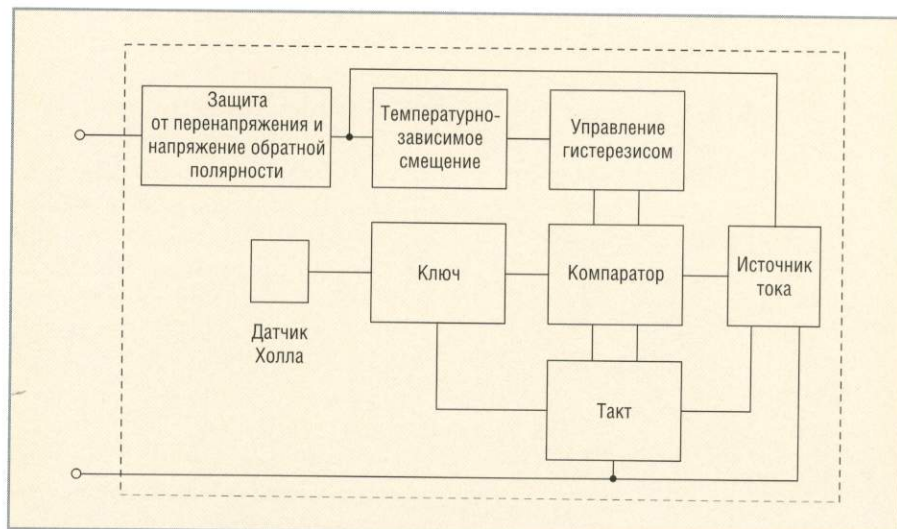 Защита
от перенапряжения и
напряжение обратной
полярности
Температурно-
зависимое
смещение
Управление
гистерезисом
Датчик
Холла
Ключ
Компаратор
Источник
тока
Такт